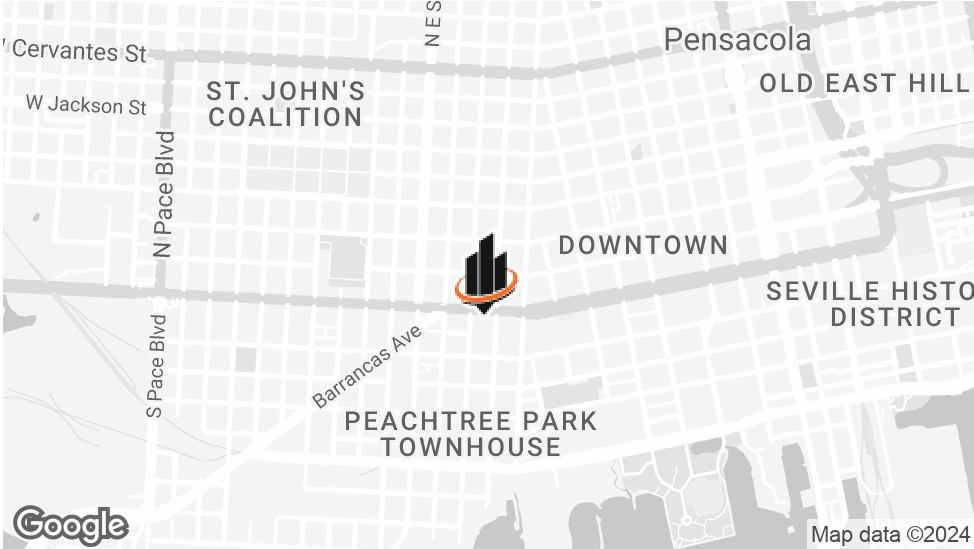 N ES
Pensacola
Cervantes St
OLD EAST HILL
ST. JOHN'S
COALITION
W Jackson St
N Pace Blvd
DOWNTOWN
SEVILLE HISTO
DISTRICT
S Pace Blvd
Barrancas Ave
PEACHTREE PARK
TOWNHOUSE
Google
Map data ©2024